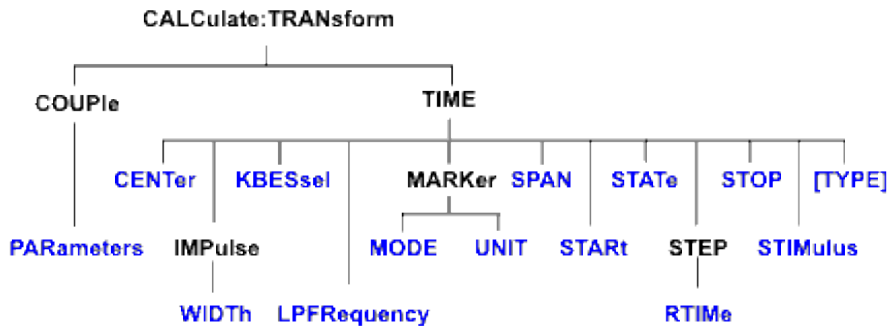 CALCulate:TRANsform
COUPle TIME
CENTer KBESsel MARKer SPAN STATe STOP [TYPE]
PARameters IMPulse MODE UNIT STARt STEP STIMulus
WIDTh LPFRequency RTIMe